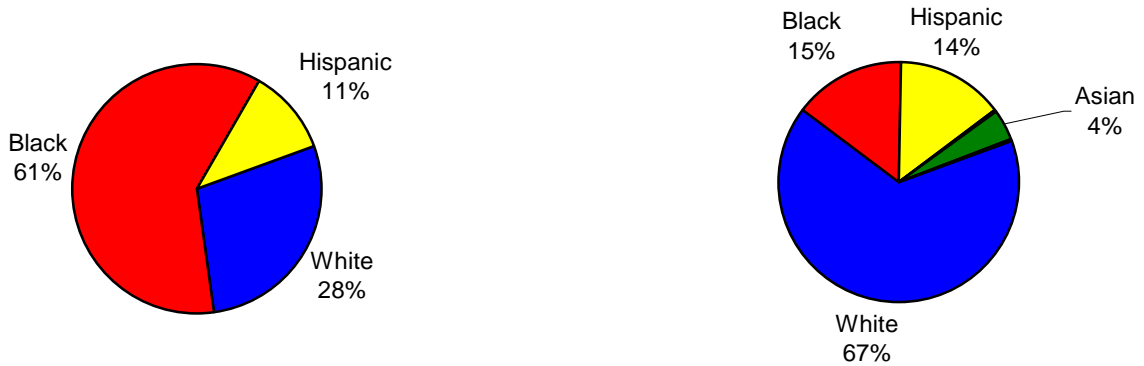 Hispanic
11%
Black
61%
White
28%
Black
15%
Hispanic
14%
Asian
4%
White
67%